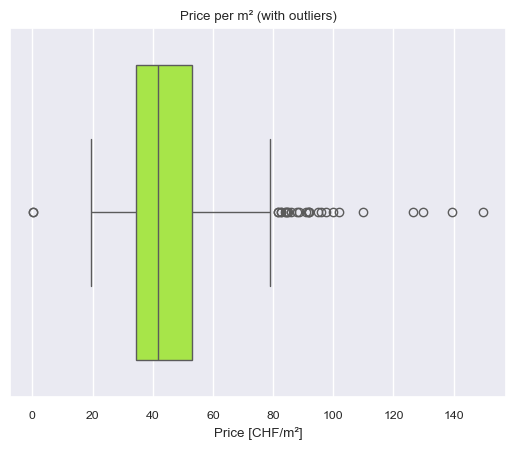 Price per m² (with outliers)
0 20 40 60 80 100 120 140
Price [CHF/m²]